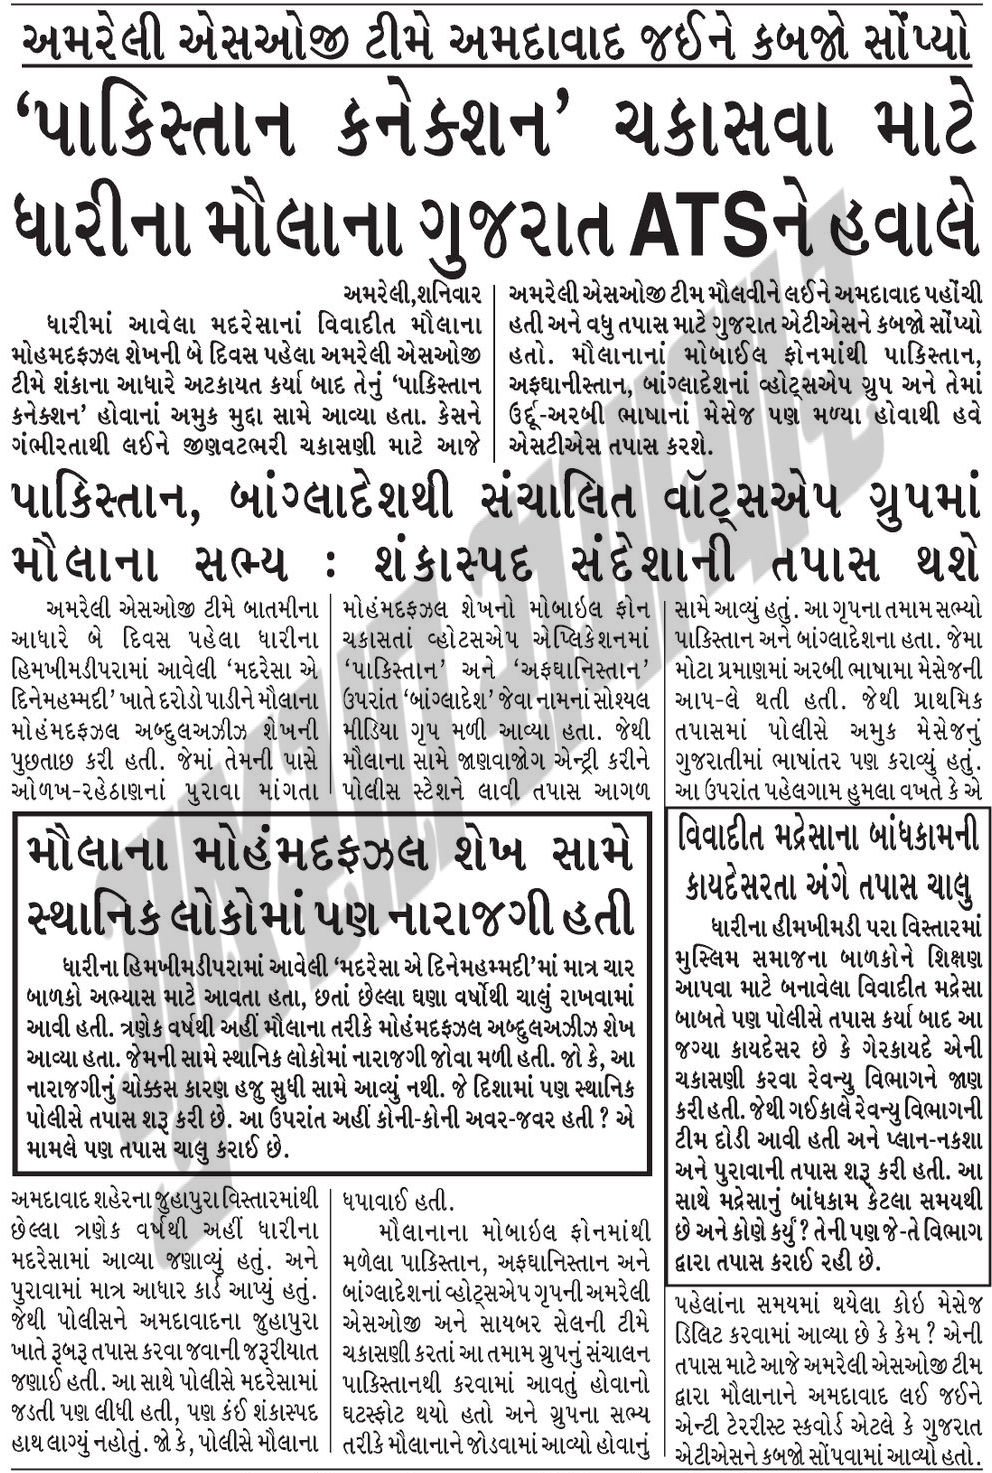 અમરેલી એસઓજી ટીમે અમદાવાદ જઈને કબજો સોંપ્યો
‘પાકિસ્તાન કનેક્શન’ ચકાસવા માટે
ધારીના મૌલાના ગુજરાત ATSને હવાલે
અમરેલી,શનિવાર
ધારીમાં આવેલા મદરેસાનાં વિવાદીત મૌલાના
મોહમદફઝલ શેખની બે દિવસ પહેલા અમરેલી એસઓજી
ટીમે શંકાના આધારે અટકાયત કર્યા બાદ તેનું ‘પાકિસ્તાન
કનેક્શન’ હોવાનાં અમુક મુદ્દા સામે આવ્યા હતા. કેસને
ગંભીરતાથી લઈને જીણવટભરી ચકાસણી માટે આજે
અમરેલી એસઓજી ટીમ મૌલવીને લઈને અમદાવાદ પહોંચી
હતી અને વધુ તપાસ માટે ગુજરાત એટીએસને કબજો સોંપ્યો
હતો. મૌલાનાનાં મોબાઈલ ફોનમાંથી પાકિસ્તાન,
અફઘાનીસ્તાન, બાંગ્લાદેશનાં વ્હોટ્સએપ ગ્રુપ અને તેમાં
ઉર્દૂ-અરબી ભાષાનાં મેસેજ પણ મળ્યા હોવાથી હવે
એસટીએસ તપાસ કરશે.
પાકિસ્તાન, બાંગ્લાદેશથી સંચાલિત વૉટ્સએપ ગ્રુપમાં
મૌલાના સભ્ય : શંકાસ્પદ સંદેશાની તપાસ થશે
અમરેલી એસઓજી ટીમે બાતમીના
આધારે બે દિવસ પહેલા ધારીના
હિમખીમડીપરામાં આવેલી ‘મદરેસા એ
દિનેમહમ્મદી’ ખાતે દરોડો પાડીને મૌલાના
મોહંમદફઝલ અબ્દુલઅઝીઝ શેખની
પુછતાછ કરી હતી. જેમાં તેમની પાસે
ઓળખ-રહેઠાણનાં પુરાવા માંગતા
અમદાવાદ શહેરના જુહાપુરા વિસ્તારમાંથી
છેલ્લા ત્રણેક વર્ષથી અહીં ધારીના
મદરેસામાં આવ્યા જણાવ્યું હતું. અને
પુરાવામાં માત્ર આધાર કાર્ડ આપ્યું હતું.
જેથી પોલીસને અમદાવાદના જુહાપુરા
ખાતે રૂબરૂ તપાસ કરવા જવાની જરૂરીયાત
જણાઈ હતી. આ સાથે પોલીસે મદરેસામાં
જડતી પણ લીધી હતી, પણ કંઈ શંકાસ્પદ
હાથ લાગ્યું નહોતું. જો કે, પોલીસે મૌલાના
મોહંમદફઝલ શેખનો મોબાઈલ ફોન
ચકાસતાં વ્હોટસએપ એપ્લિકેશનમાં
‘પાકિસ્તાન’ અને ‘અફઘાનિસ્તાન’
ઉપરાંત ‘બાંગ્લાદેશ’ જેવા નામનાં સોશ્યલ
મીડિયા ગૃપ મળી આવ્યા હતા. જેથી
મૌલાના સામે જાણવાજોગ એન્ટ્રી કરીને
પોલીસ સ્ટેશને લાવી તપાસ આગળ
ધપાવાઈ હતી.
મૌલાનાના મોબાઇલ ફોનમાંથી
મળેલા પાકિસ્તાન, અફઘાનિસ્તાન અને
બાંગ્લાદેશનાં વ્હોટ્સએપ ગૃપની અમરેલી
એસઓજી અને સાયબર સેલની ટીમે
ચકાસણી કરતાં આ તમામ ગ્રુપનું સંચાલન
પાકિસ્તાનથી કરવામાં આવતું હોવાનો
ઘટસ્ફોટ થયો હતો અને ગ્રુપના સભ્ય
તરીકે મૌલાનાને જોડવામાં આવ્યો હોવાનું
સામે આવ્યું હતું. આ ગૃપના તમામ સભ્યો
પાકિસ્તાન અને બાંગ્લાદેશના હતા. જેમા
મોટા પ્રમાણમાં અરબી ભાષામા મેસેજની
આપ-લે થતી હતી. જેથી પ્રાથમિક
તપાસમાં પોલીસે અમુક મેસેજનું
ગુજરાતીમાં ભાષાંતર પણ કરાવ્યું હતું.
આ ઉપરાંત પહેલગામ હુમલા વખતે કે એ
પહેલાંના સમયમાં થયેલા કોઇ મેસેજ
ડિલિટ કરવામાં આવ્યા છે કે કેમ ? એની
તપાસ માટે આજે અમરેલી એસઓજી ટીમ
દ્વારા મૌલાનાને અમદાવાદ લઈ જઈને
એન્ટી ટેરરીસ્ટ સ્કવોર્ડ એટલે કે ગુજરાત
એટીએસને કબજો સોંપવામાં આવ્યો હતો.
મૌલાના મોહંમદફઝલ શેખ સામે
સ્થાનિક લોકોમાં પણ નારાજગી હતી
ધારીના હિમખીમડીપરામાં આવેલી ‘મદરેસા એ દિનેમહમ્મદી’માં માત્ર ચાર
બાળકો અભ્યાસ માટે આવતા હતા, છતાં છેલ્લા ઘણા વર્ષોથી ચાલું રાખવામાં
આવી હતી. ત્રણેક વર્ષથી અહીં મૌલાના તરીકે મોહંમદફઝલ અબ્દુલઅઝીઝ શેખ
આવ્યા હતા. જેમની સામે સ્થાનિક લોકોમાં નારાજગી જોવા મળી હતી. જો કે, આ
નારાજગીનું ચોક્કસ કારણ હજુ સુધી સામે આવ્યું નથી. જે દિશામાં પણ સ્થાનિક
પોલીસે તપાસ શરૂ કરી છે. આ ઉપરાંત અહીં કોની-કોની અવર-જવર હતી ? એ
મામલે પણ તપાસ ચાલુ કરાઈ છે.
વિવાદીત મદ્રેસાના બાંધકામની
કાયદેસરતા અંગે તપાસ ચાલુ
ધારીના હીમખીમડી પરા વિસ્તારમાં
મુસ્લિમ સમાજના બાળકોને શિક્ષણ
આપવા માટે બનાવેલા વિવાદીત મદ્રેસા
બાબતે પણ પોલીસે તપાસ કર્યા બાદ આ
જગ્યા કાયદેસર છે કે ગેરકાયદે એની
ચકાસણી કરવા રેવન્યુ વિભાગને જાણ
કરી હતી. જેથી ગઈકાલે રેવન્યુ વિભાગની
ટીમ દોડી આવી હતી અને પ્લાન-નકશા
અને પુરાવાની તપાસ શરૂ કરી હતી. આ
સાથે મદ્રેસાનું બાંધકામ કેટલા સમયથી
છે અને કોણે કર્યું? તેની પણ જે-તે વિભાગ
દ્વારા તપાસ કરાઈ રહી છે.
ગુજરાત સમાચાર